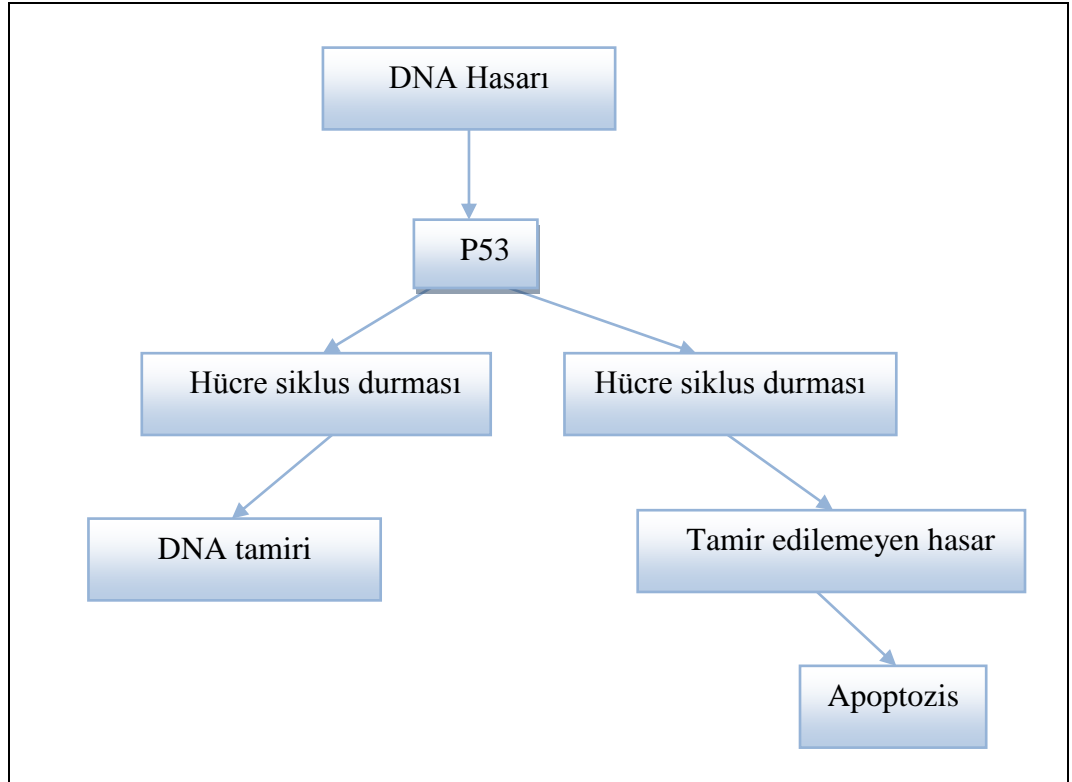 DNA Hasarı
P53
Hücre siklus durması
Hücre siklus durması
DNA tamiri
Tamir edilemeyen hasar
Apoptozis